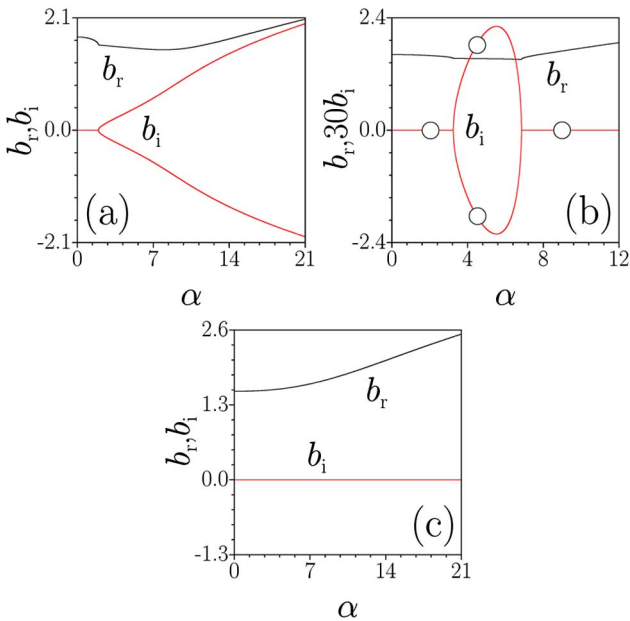 2.1
b_r,b_i
0.0
-2.1
b_r
b_i
(a)
0 7 14 21
α
2.4
b_r,30b_i
0.0
-2.4
b_r
b_i
(b)
0 4 8 12
α
2.6
b_r,b_i
1.3
0.0
-1.3
b_r
b_i
(c)
0 7 14 21
α